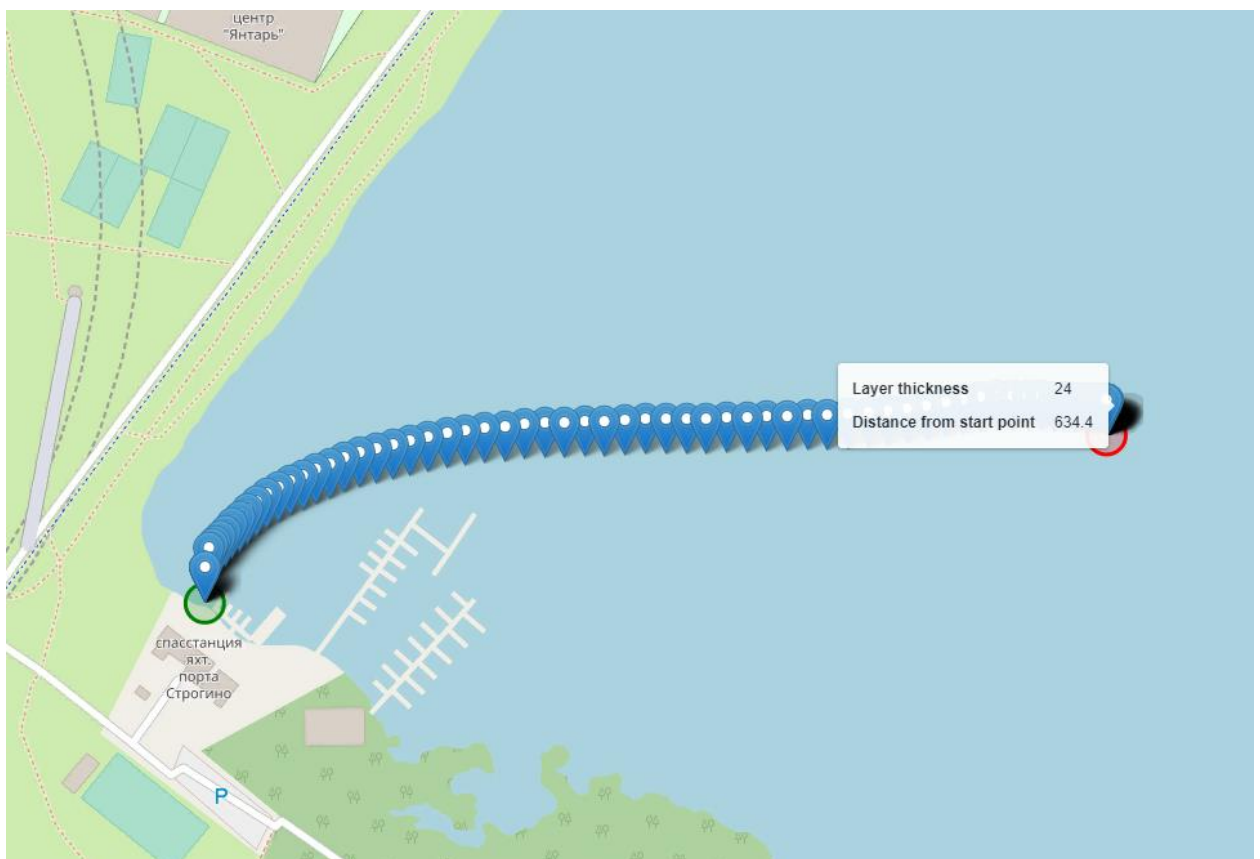 центр
"Янтарь"
Layer thickness 24
Distance from start point 634.4
спасстанция
яхт.
порта
Строгино
P